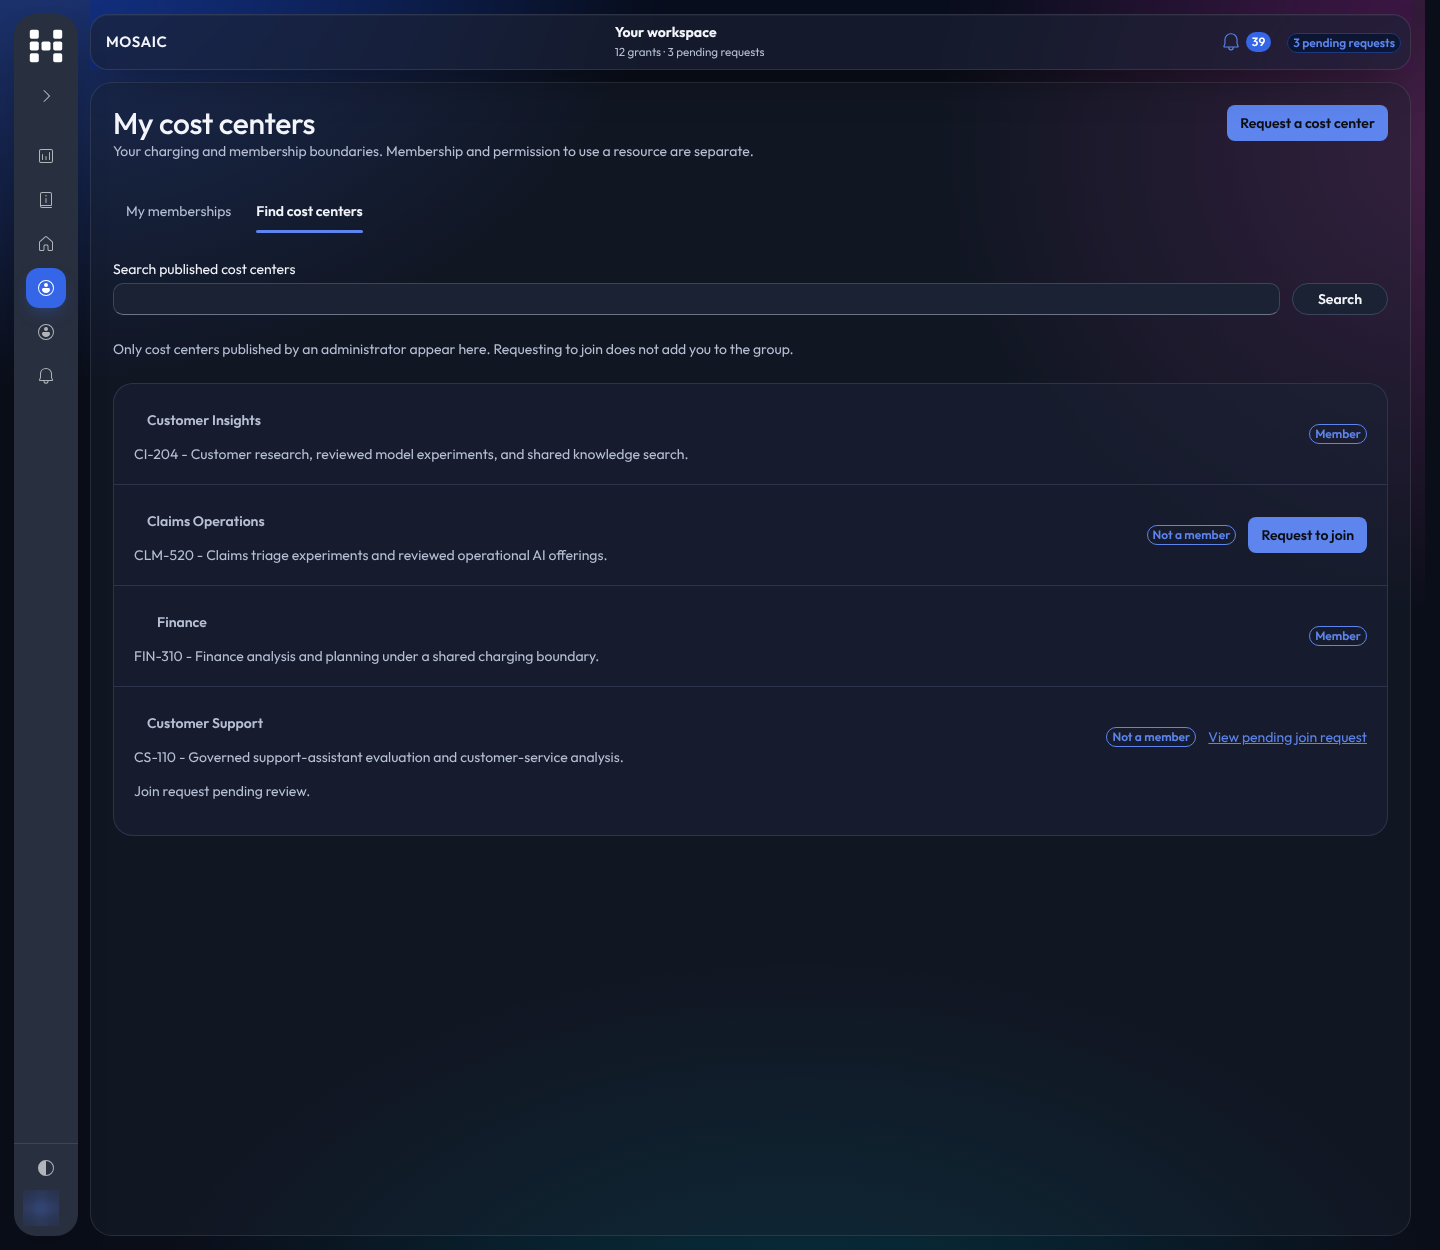 MOSAIC
Your workspace
12 grants · 3 pending requests
39
3 pending requests
My cost centers
Request a cost center
Your charging and membership boundaries. Membership and permission to use a resource are separate.
My memberships
Find cost centers
Search published cost centers
Search
Only cost centers published by an administrator appear here. Requesting to join does not add you to the group.
Customer Insights
Member
CI-204 - Customer research, reviewed model experiments, and shared knowledge search.
Claims Operations
Not a member
Request to join
CLM-520 - Claims triage experiments and reviewed operational AI offerings.
Finance
Member
FIN-310 - Finance analysis and planning under a shared charging boundary.
Customer Support
Not a member
View pending join request
CS-110 - Governed support-assistant evaluation and customer-service analysis.
Join request pending review.